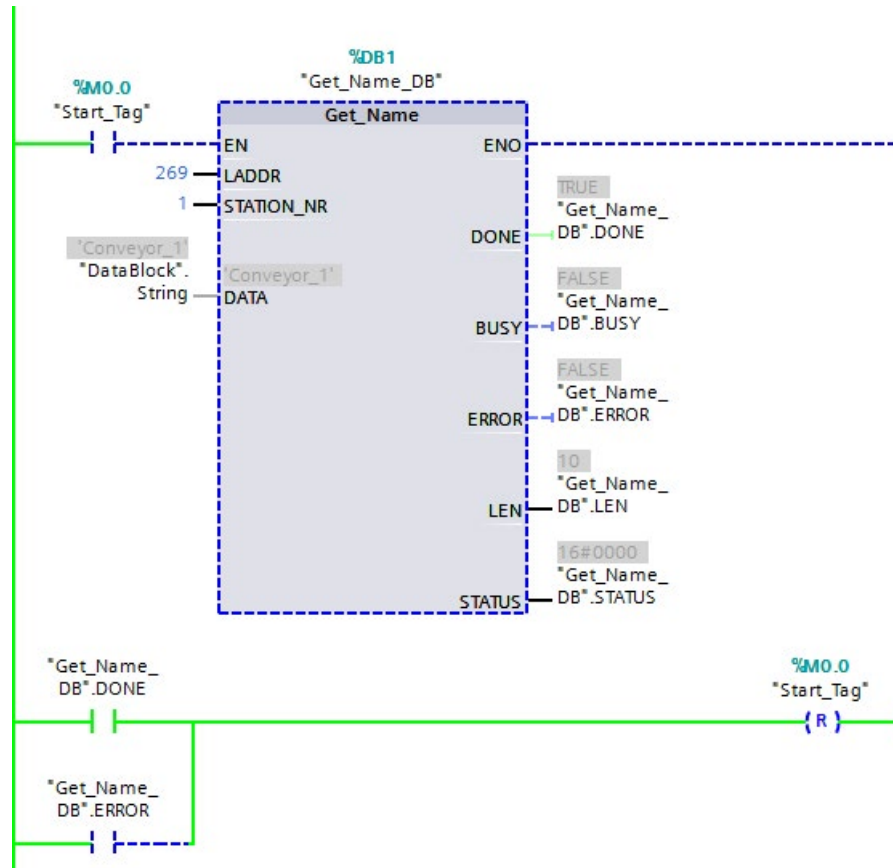 %DB1
"Get_Name_DB"
%M0.0
"Start_Tag"
Get_Name
EN
ENO
269
LADDR
1
STATION_NR
TRUE
"Get_Name_
DB".DONE
DONE
'Conveyor_1'
"DataBlock".
String
'Conveyor_1'
DATA
FALSE
"Get_Name_
DB".BUSY
BUSY
FALSE
"Get_Name_
DB".ERROR
ERROR
10
"Get_Name_
DB".LEN
LEN
16#0000
"Get_Name_
DB".STATUS
STATUS
"Get_Name_
DB".DONE
%M0.0
"Start_Tag"
R
"Get_Name_
DB".ERROR